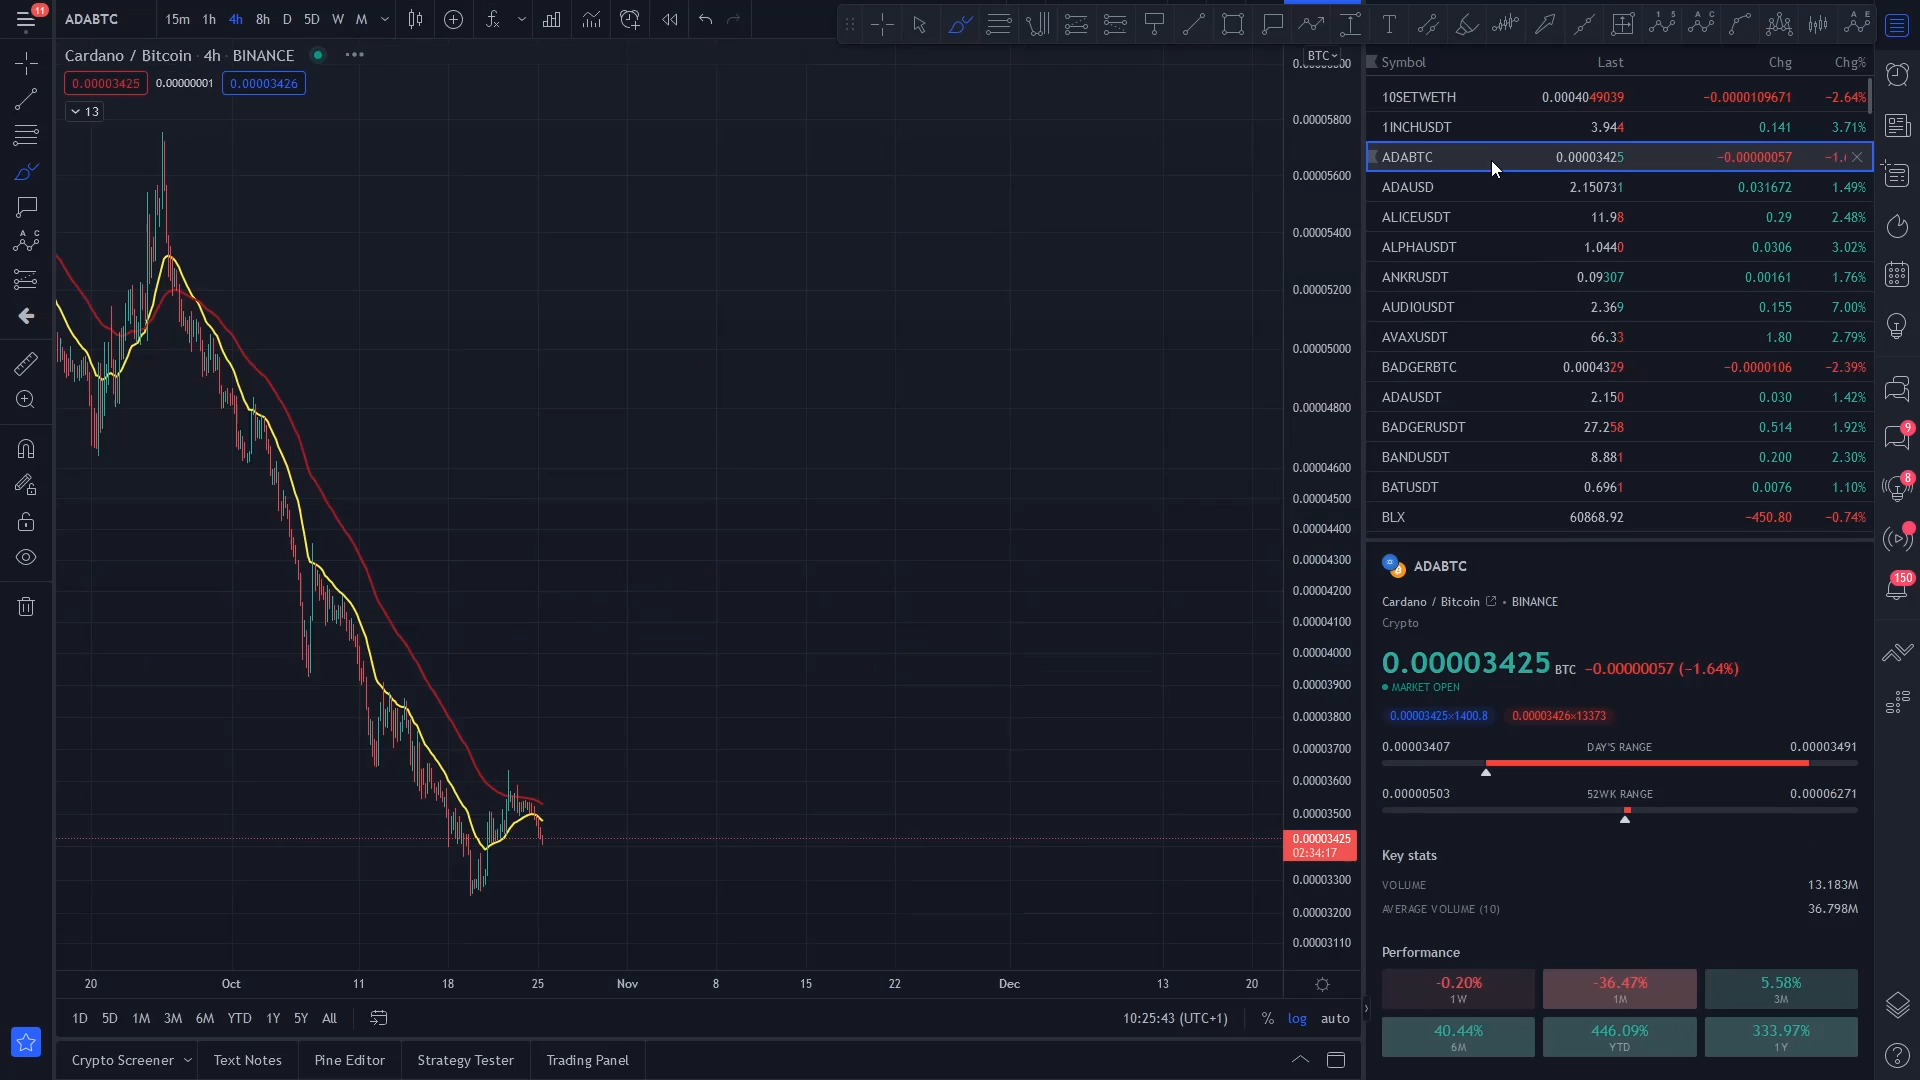 11
ADABTC
15m 1h 4h 8h D 5D W M
Cardano / Bitcoin · 4h · BINANCE
0.00003425 0.00000001 0.00003426
13
BTC
0.00005800
0.00005600
0.00005400
0.00005200
0.00005000
0.00004800
0.00004600
0.00004500
0.00004400
0.00004300
0.00004200
0.00004100
0.00004000
0.00003900
0.00003800
0.00003700
0.00003600
0.00003500
0.00003425
02:34:17
0.00003300
0.00003200
0.00003110
20 Oct 11 18 25 Nov 8 15 22 Dec 13 20
1D 5D 1M 3M 6M YTD 1Y 5Y All
10:25:43 (UTC+1) % log auto
Crypto Screener Text Notes Pine Editor Strategy Tester Trading Panel
Symbol Last Chg Chg%
10SETWETH 0.0004049039 −0.0000109671 −2.64%
1INCHUSDT 3.944 0.141 3.71%
ADABTC 0.00003425 −0.00000057
ADAUSD 2.150731 0.031672 1.49%
ALICEUSDT 11.98 0.29 2.48%
ALPHAUSDT 1.0440 0.0306 3.02%
ANKRUSDT 0.09307 0.00161 1.76%
AUDIOUSDT 2.369 0.155 7.00%
AVAXUSDT 66.33 1.80 2.79%
BADGERBTC 0.0004329 −0.0000106 −2.39%
ADAUSDT 2.150 0.030 1.42%
BADGERUSDT 27.258 0.514 1.92%
BANDUSDT 8.881 0.200 2.30%
BATUSDT 0.6961 0.0076 1.10%
BLX 60868.92 −450.80 −0.74%
ADABTC
Cardano / Bitcoin • BINANCE
Crypto
0.00003425 BTC −0.00000057 (−1.64%)
MARKET OPEN
0.00003425×1400.8 0.00003426×13373
0.00003407 DAY'S RANGE 0.00003491
0.00000503 52WK RANGE 0.00006271
Key stats
VOLUME 13.183M
AVERAGE VOLUME (10) 36.798M
Performance
-0.20% -36.47% 5.58%
1W 1M 3M
40.44% 446.09% 333.97%
6M YTD 1Y
9
8
150